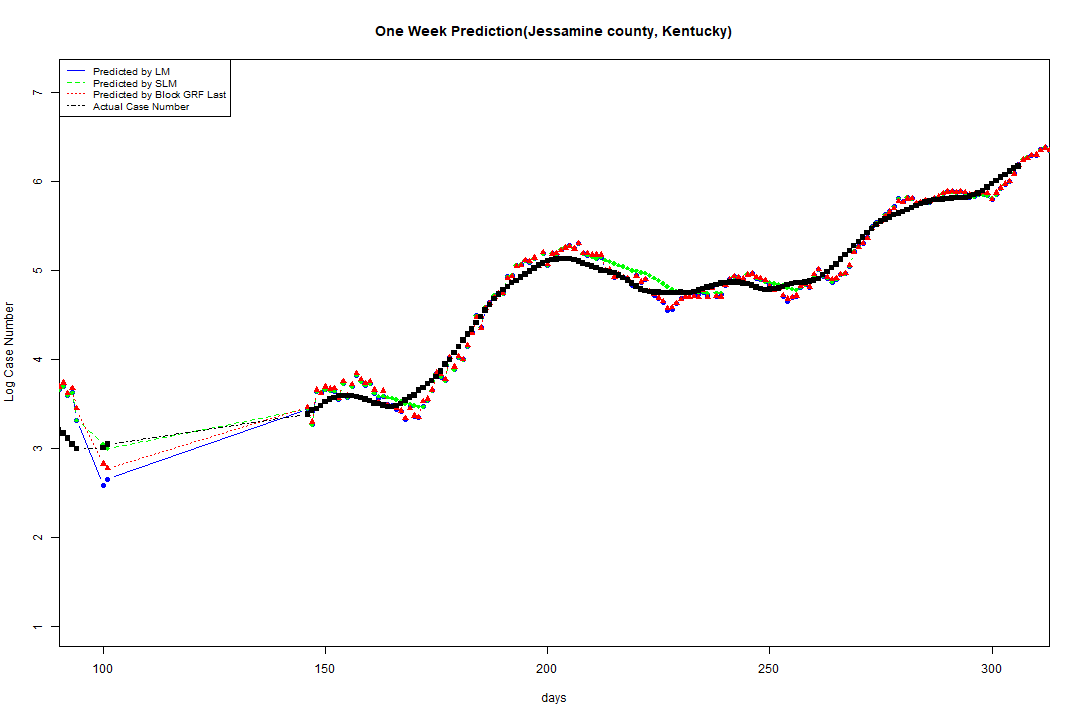 One Week Prediction(Jessamine county, Kentucky)
Predicted by LM
Predicted by SLM
Predicted by Block GRF Last
Actual Case Number
7
6
5
4
3
2
1
Log Case Number
100 150 200 250 300
days